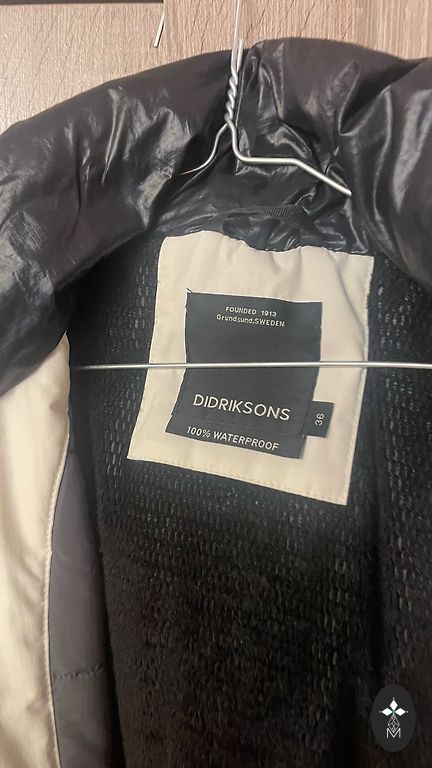 FOUNDED 1913
Grundsund,SWEDEN
DIDRIKSONS
36
100% WATERPROOF
M